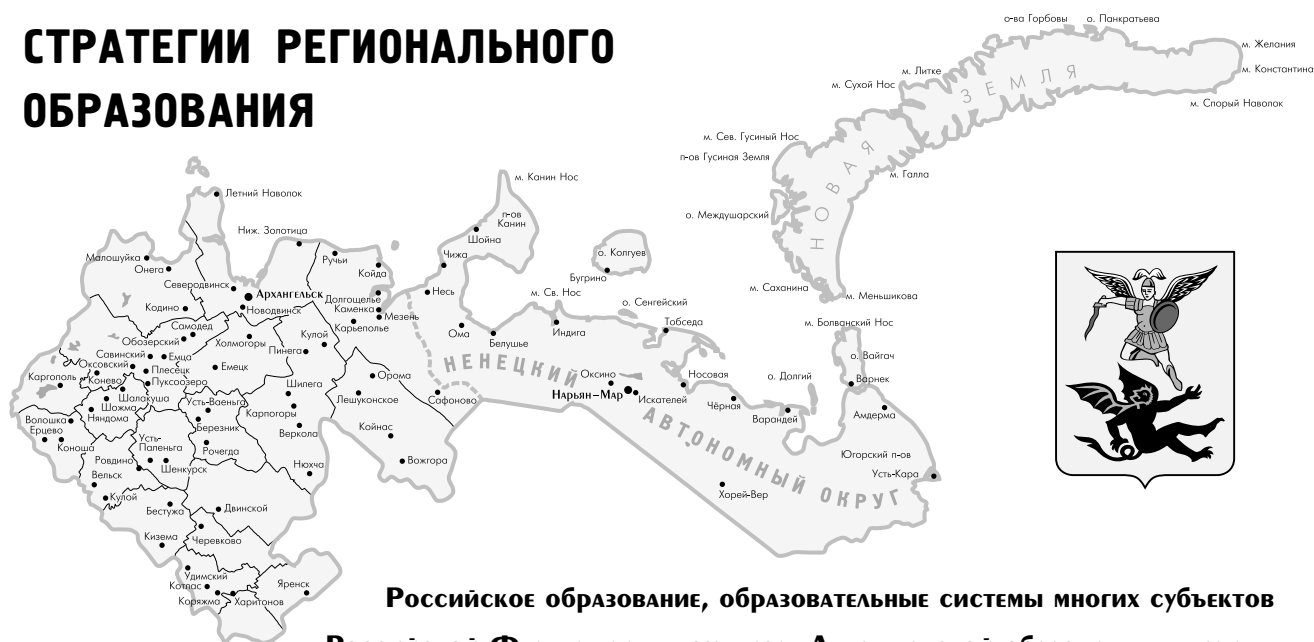 СТРАТЕГИИ РЕГИОНАЛЬНОГО
ОБРАЗОВАНИЯ
о-ва Горбовы
о. Панкратьева
м. Желания
м. Константина
м. Спорый Наволок
м. Литке
м. Сухой Нос
ЗЕМЛЯ
м. Сев. Гусиный Нос
п-ов Гусиная Земля
НОВАЯ
м. Галла
о. Междушарский
м. Саханина
м. Меньшикова
м. Болванский Нос
о. Вайгач
Варнек
о. Долгий
Амдерма
Югорский п-ов
Усть-Кара
м. Канин Нос
п-ов
Канин
Шойна
Чижа
о. Колгуев
Бугрино
Несь
м. Св. Нос
о. Сенгейский
Тобседа
Ома
Белушье
Индига
НЕНЕЦКИЙ
АВТОНОМНЫЙ ОКРУГ
Оксино
Нарьян-Мар
Искателей
Носовая
Чёрная
Варандей
Хорей-Вер
Летний Наволок
Ниж. Золотица
Ручьи
Койда
Малошуйка
Онега
Северодвинск
Архангельск
Новодвинск
Долгощелье
Каменка
Мезень
Карьеполье
Кодино
Самодед
Обозерский
Холмогоры
Кулой
Пинега
Савинский
Емца
Оксовский
Плесецк
Емецк
Каргополь
Конева
Пуксоозеро
Шилега
Орома
Лешуконское
Сафоново
Шалакуша
Шожма
Няндома
Усть-Ваеньга
Карпогоры
Березник
Веркола
Койнас
Волошка
Ерцево
Коноша
Усть-
Паленьга
Рочегда
Ровдино
Шенкурск
Нюхча
Вожгора
Вельск
Кулой
Бестужа
Двинской
Кизема
Черевково
Удимский
Котлас
Коряжма
Харитонов
Яренск
Российское образование, образовательные системы многих субъектов